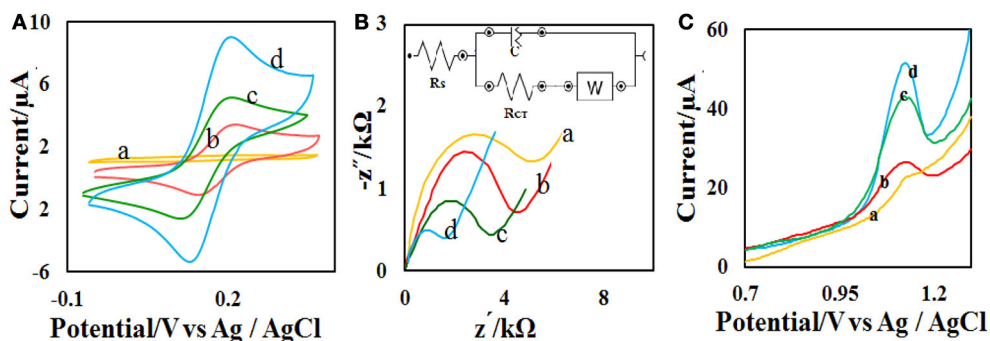 A
10
6
2
2
-6
-0.1
0.2
a
b
c
d
Current/µA
Potential/V vs Ag / AgCl
B
3
2
1
0
0
4
8
Rs
C
RCT
W
a
b
c
d
-z″/kΩ
z′/kΩ
C
60
40
20
0
0.7
0.95
1.2
d
c
b
a
Current/µA
Potential/V vs Ag / AgCl